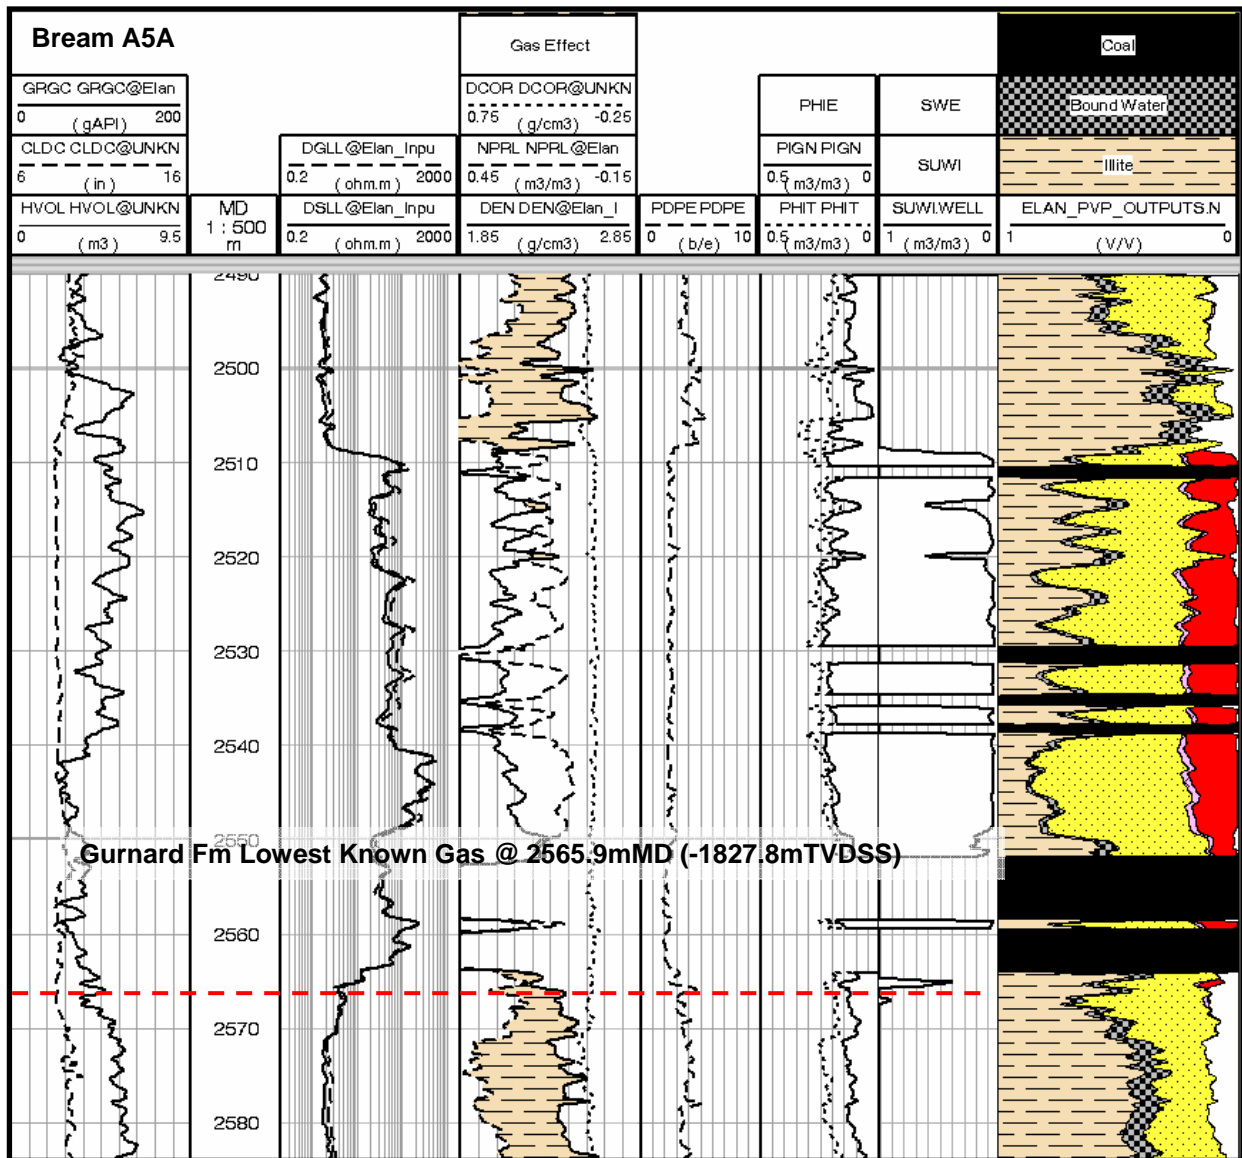 Bream A5A
Gas Effect
Coal
GRGC GRGC@Elan
0 (gAPI) 200
DCOR DCOR@UNKN
0.75 (g/cm3) -0.25
PHIE
SWE
Bound Water
CLDC CLDC@UNKN
6 (in) 16
DGLL@Elan_Inpu
0.2 (ohm.m) 2000
NPRL NPRL@Elan
0.45 (m3/m3) -0.15
PIGN PIGN
0.5 (m3/m3) 0
SUWI
Illite
HVOL HVOL@UNKN
0 (m3) 9.5
MD
1 : 500
m
DSLL@Elan_Inpu
0.2 (ohm.m) 2000
DEN DEN@Elan_I
1.85 (g/cm3) 2.85
PDPE PDPE
0 (b/e) 10
PHIT PHIT
0.5 (m3/m3) 0
SUWI.WELL
1 (m3/m3) 0
ELAN_PVP_OUTPUTS.N
1 (V/V) 0
2490
2500
2510
2520
2530
2540
2550
Gurnard Fm Lowest Known Gas @ 2565.9mMD (-1827.8mTVDSS)
2560
2570
2580